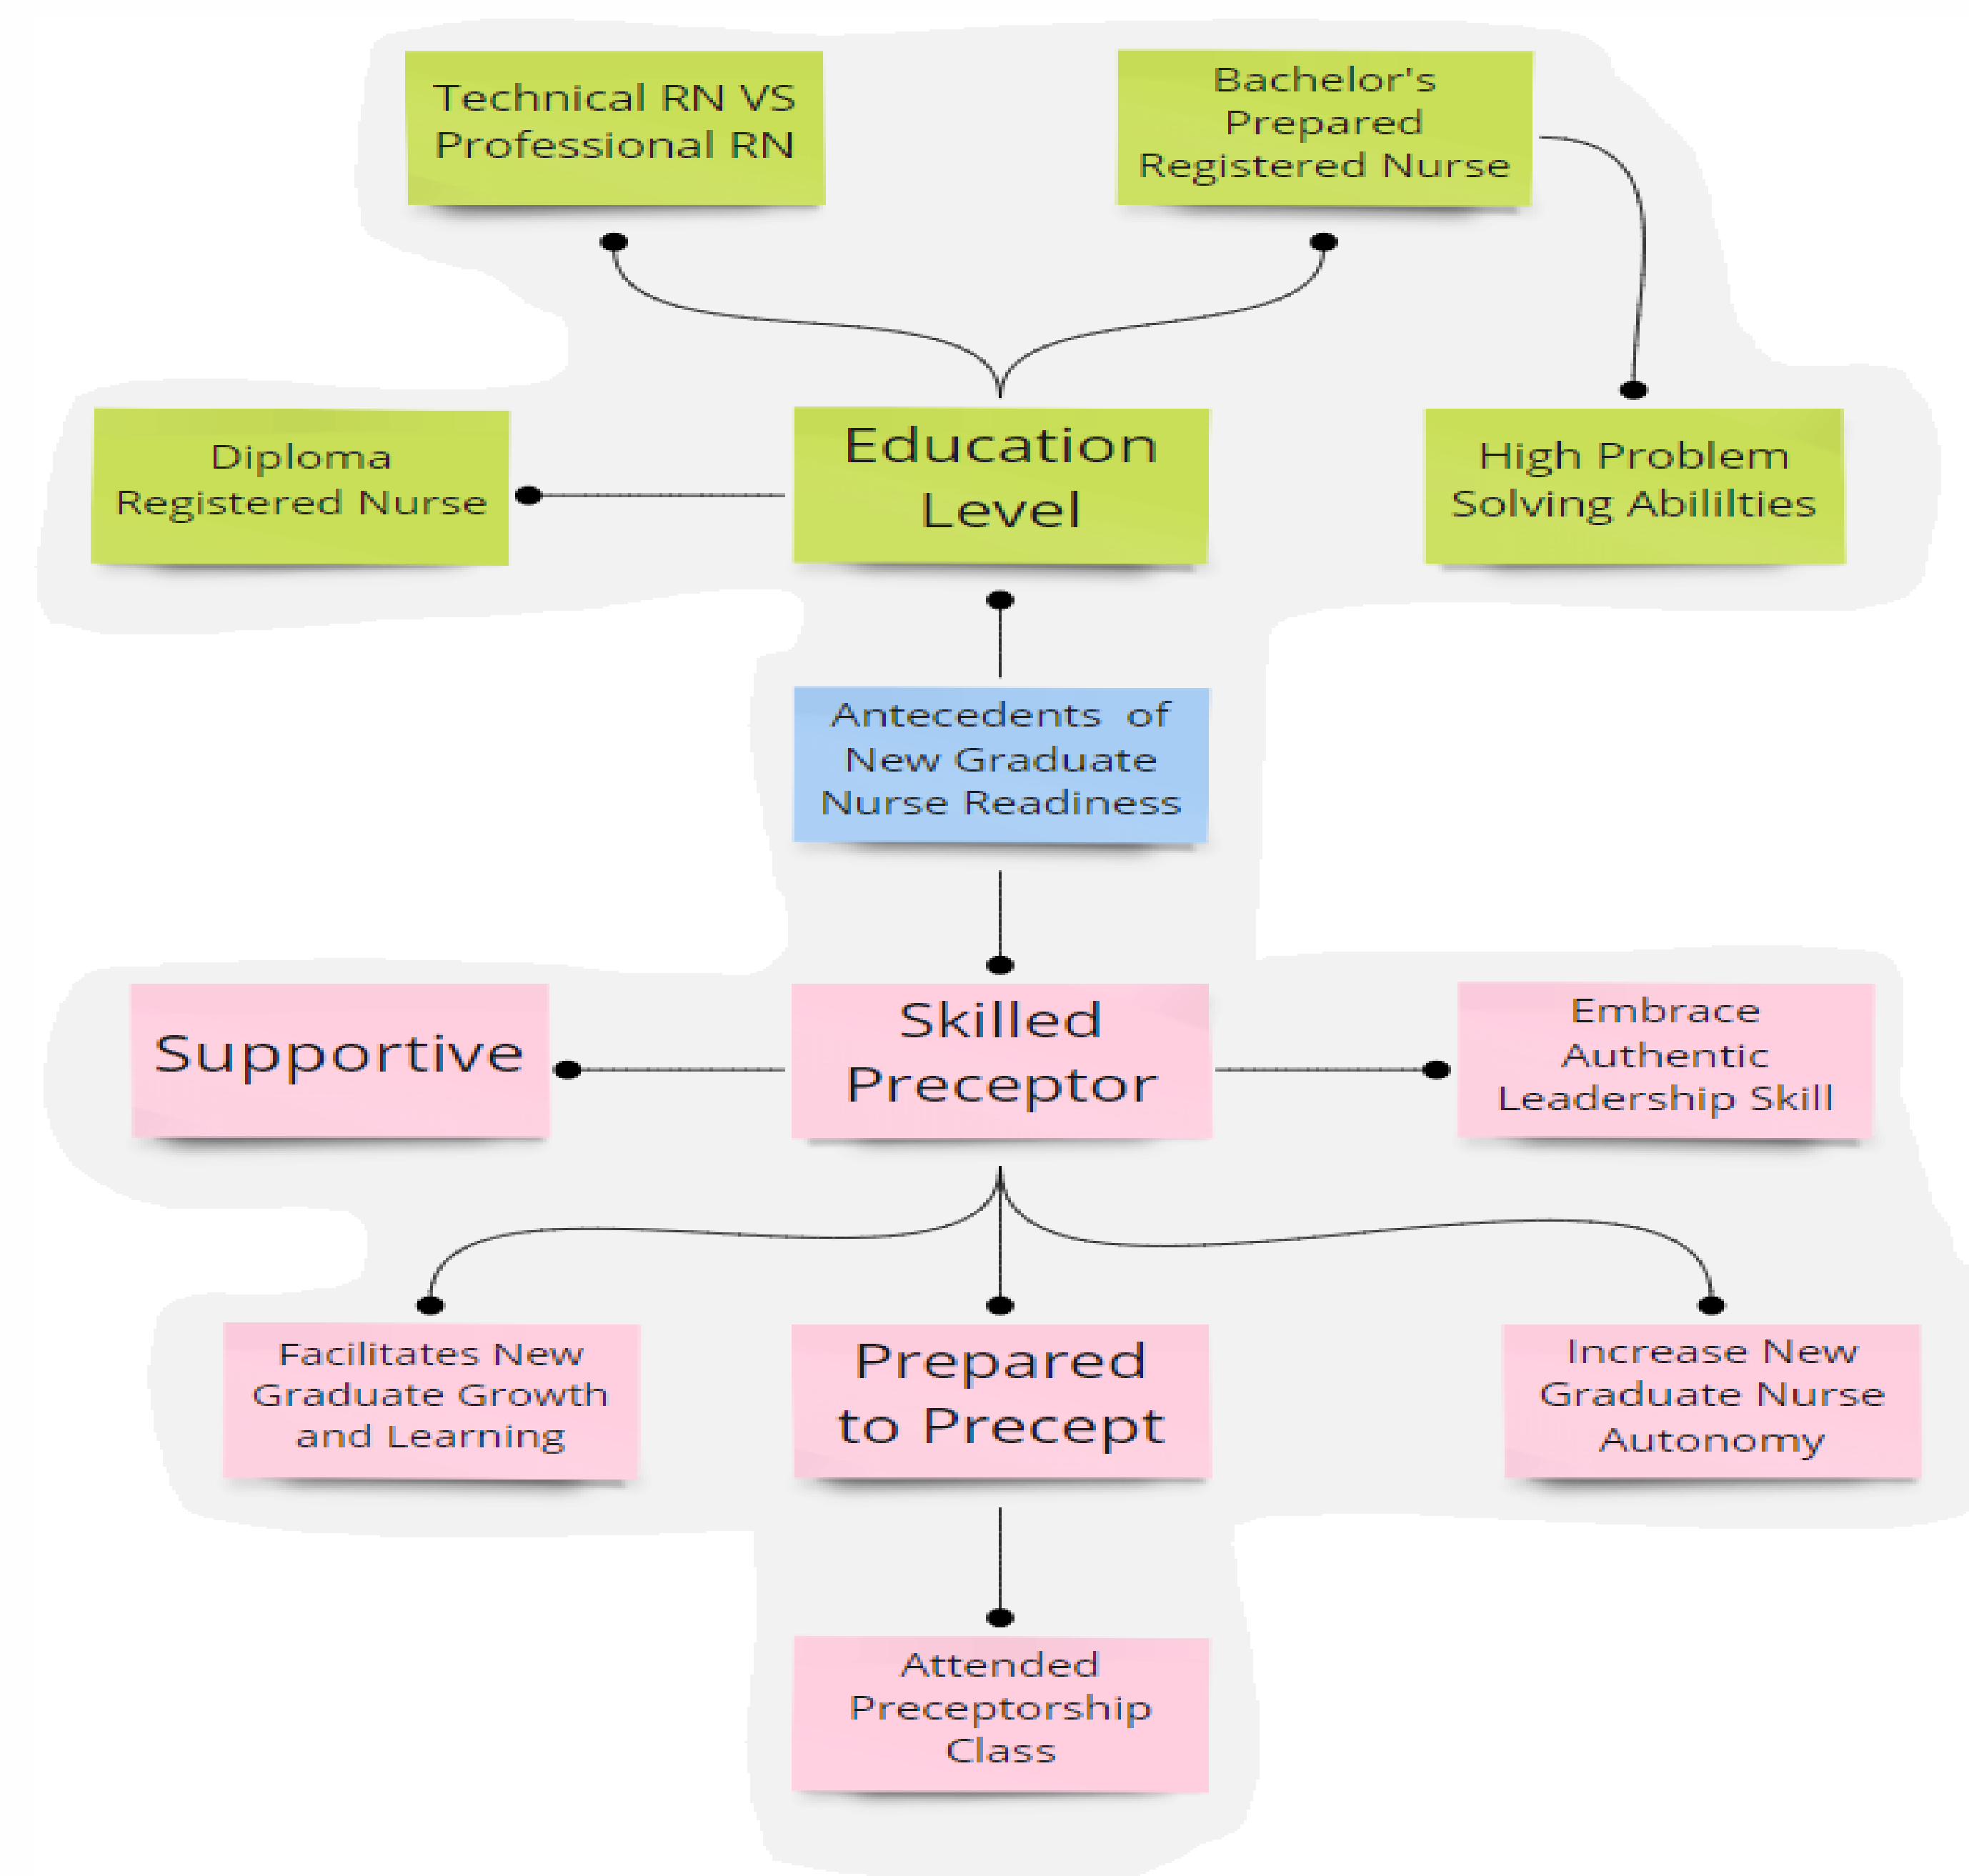 Technical RN VS
Professional RN
Bachelor's
Prepared
Registered Nurse
Diploma
Registered Nurse
Education
Level
High Problem
Solving Abililties
Antecedents of
New Graduate
Nurse Readiness
Supportive
Skilled
Preceptor
Embrace
Authentic
Leadership Skill
Facilitates New
Graduate Growth
and Learning
Prepared
to Precept
Increase New
Graduate Nurse
Autonomy
Attended
Preceptorship
Class